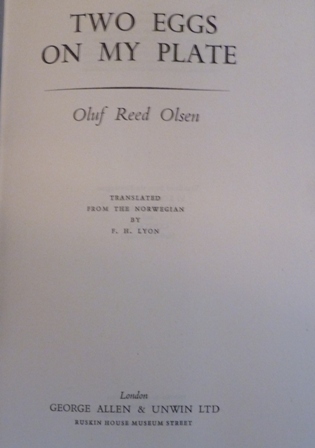 TWO EGGS
ON MY PLATE
Oluf Reed Olsen
TRANSLATED
FROM THE NORWEGIAN
BY
F. H. LYON
London
GEORGE ALLEN & UNWIN LTD
RUSKIN HOUSE MUSEUM STREET